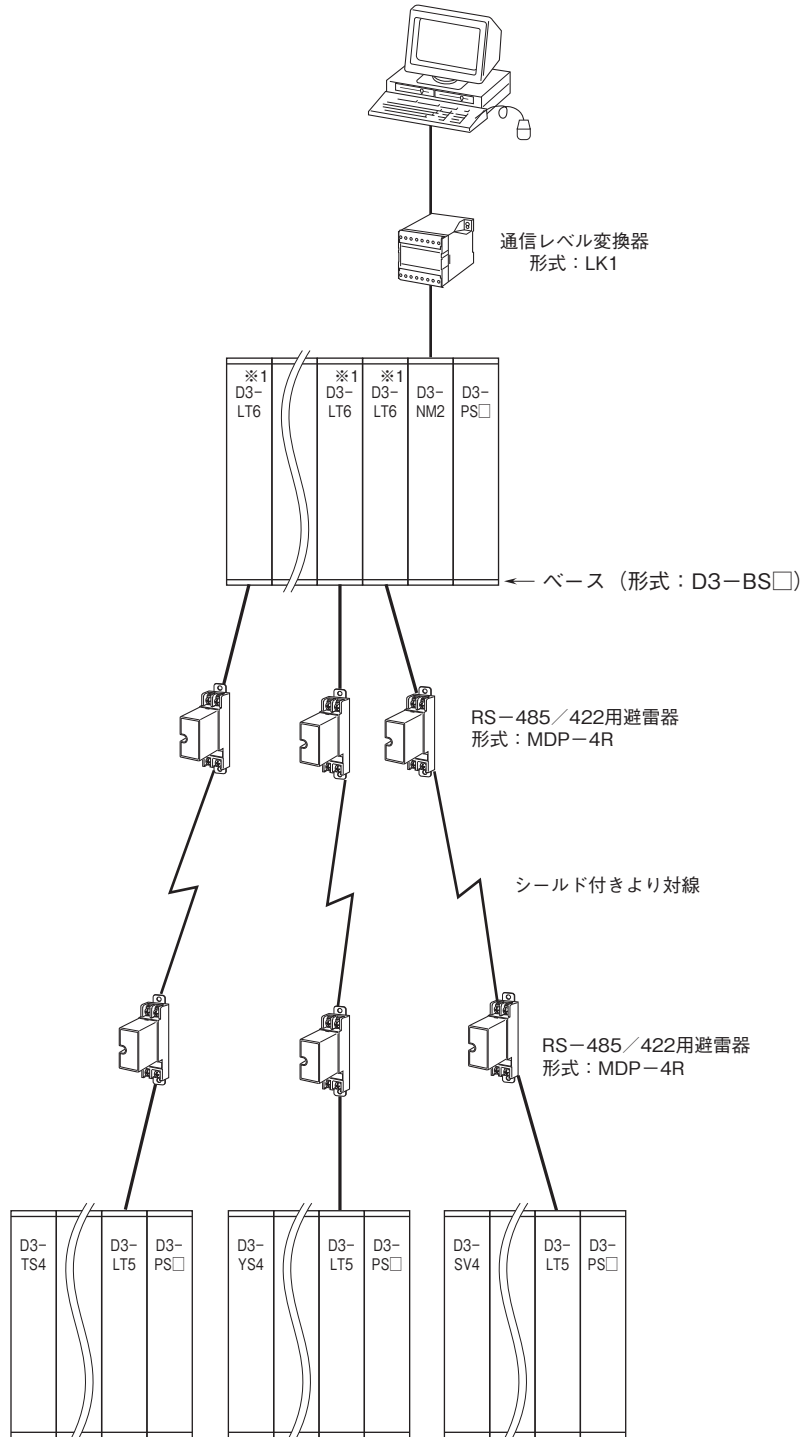 通信レベル変換器
形式：LK1
※1
D3-
LT6
※1
D3-
LT6
※1
D3-
LT6
D3-
NM2
D3-
PS□
← ベース（形式：D3－BS□）
RS－485／422用避雷器
形式：MDP－4R
シールド付きより対線
RS－485／422用避雷器
形式：MDP－4R
D3-
TS4
D3-
LT5
D3-
PS□
D3-
YS4
D3-
LT5
D3-
PS□
D3-
SV4
D3-
LT5
D3-
PS□